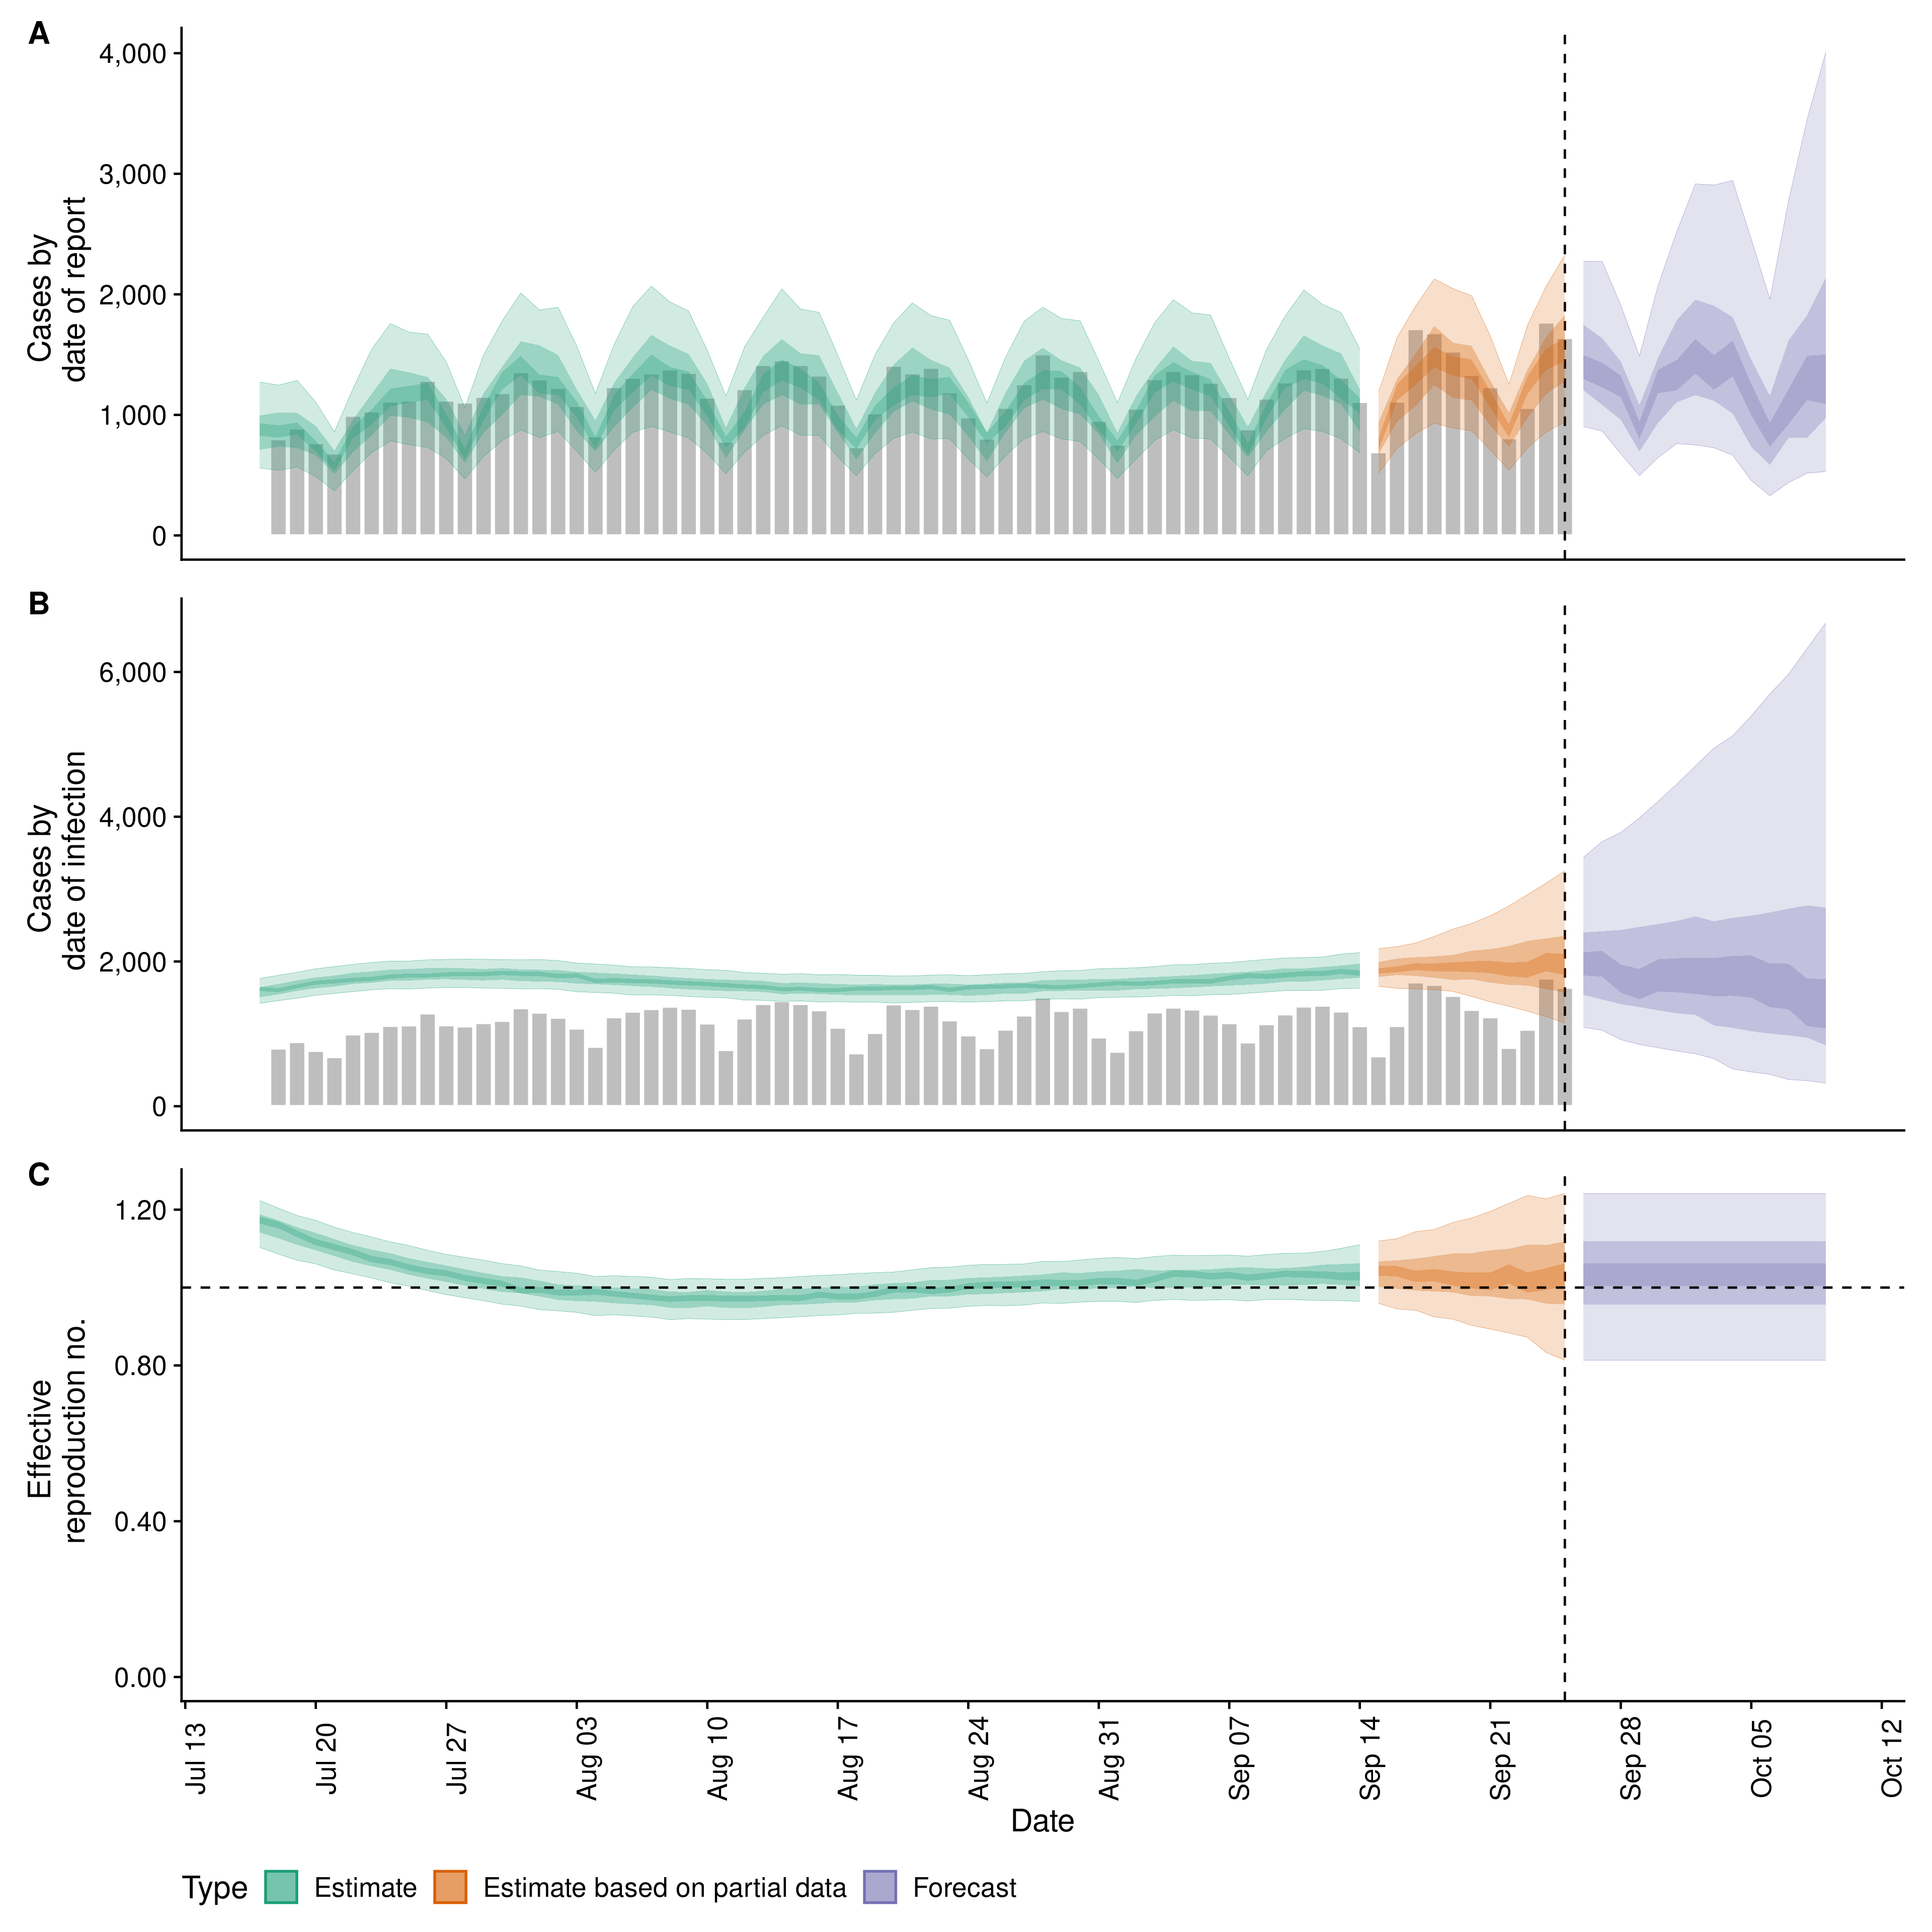 A
4,000
3,000
2,000
1,000
0
Cases by
date of report
B
6,000
4,000
2,000
0
Cases by
date of infection
C
1.20
0.80
0.40
0.00
Effective
reproduction no.
Jul 13
Jul 20
Jul 27
Aug 03
Aug 10
Aug 17
Aug 24
Aug 31
Sep 07
Sep 14
Sep 21
Sep 28
Oct 05
Oct 12
Date
Type Estimate Estimate based on partial data Forecast